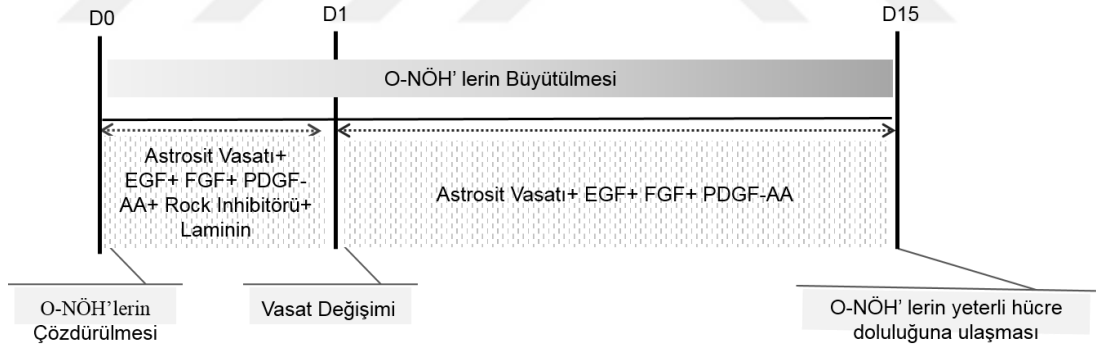 D0
D1
D15
O-NÖH' lerin Büyütülmesi
Astrosit Vasatı+
EGF+ FGF+ PDGF-
AA+ Rock Inhibitörü+
Laminin
Astrosit Vasatı+ EGF+ FGF+ PDGF-AA
O-NÖH'lerin
Çözdürülmesi
Vasat Değişimi
O-NÖH' lerin yeterli hücre
doluluğuna ulaşması